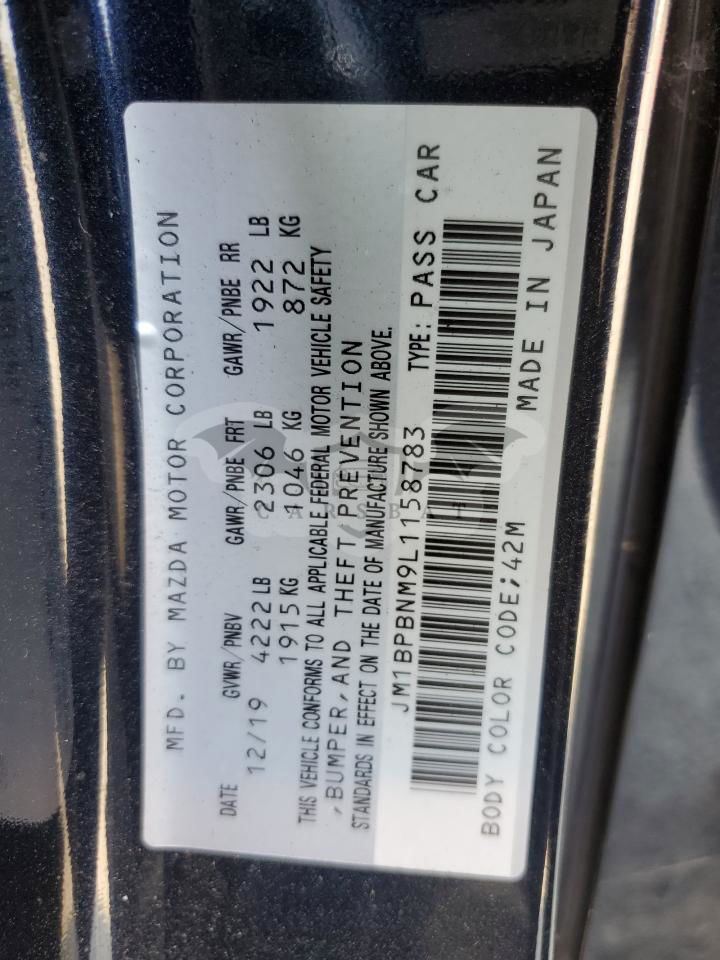 MFD. BY MAZDA MOTOR CORPORATION
DATE GVWR/PNBV GAWR/PNBE FRT GAWR/PNBE RR
12/19 4222 LB 2306 LB 1922 LB
1915 KG 1046 KG 872 KG
THIS VEHICLE CONFORMS TO ALL APPLICABLE FEDERAL MOTOR VEHICLE SAFETY
,BUMPER, AND THEFT PREVENTION
STANDARDS IN EFFECT ON THE DATE OF MANUFACTURE SHOWN ABOVE.
JM1BPBNM9L1158783 TYPE: PASS CAR
BODY COLOR CODE;42M MADE IN JAPAN
CARSBAT